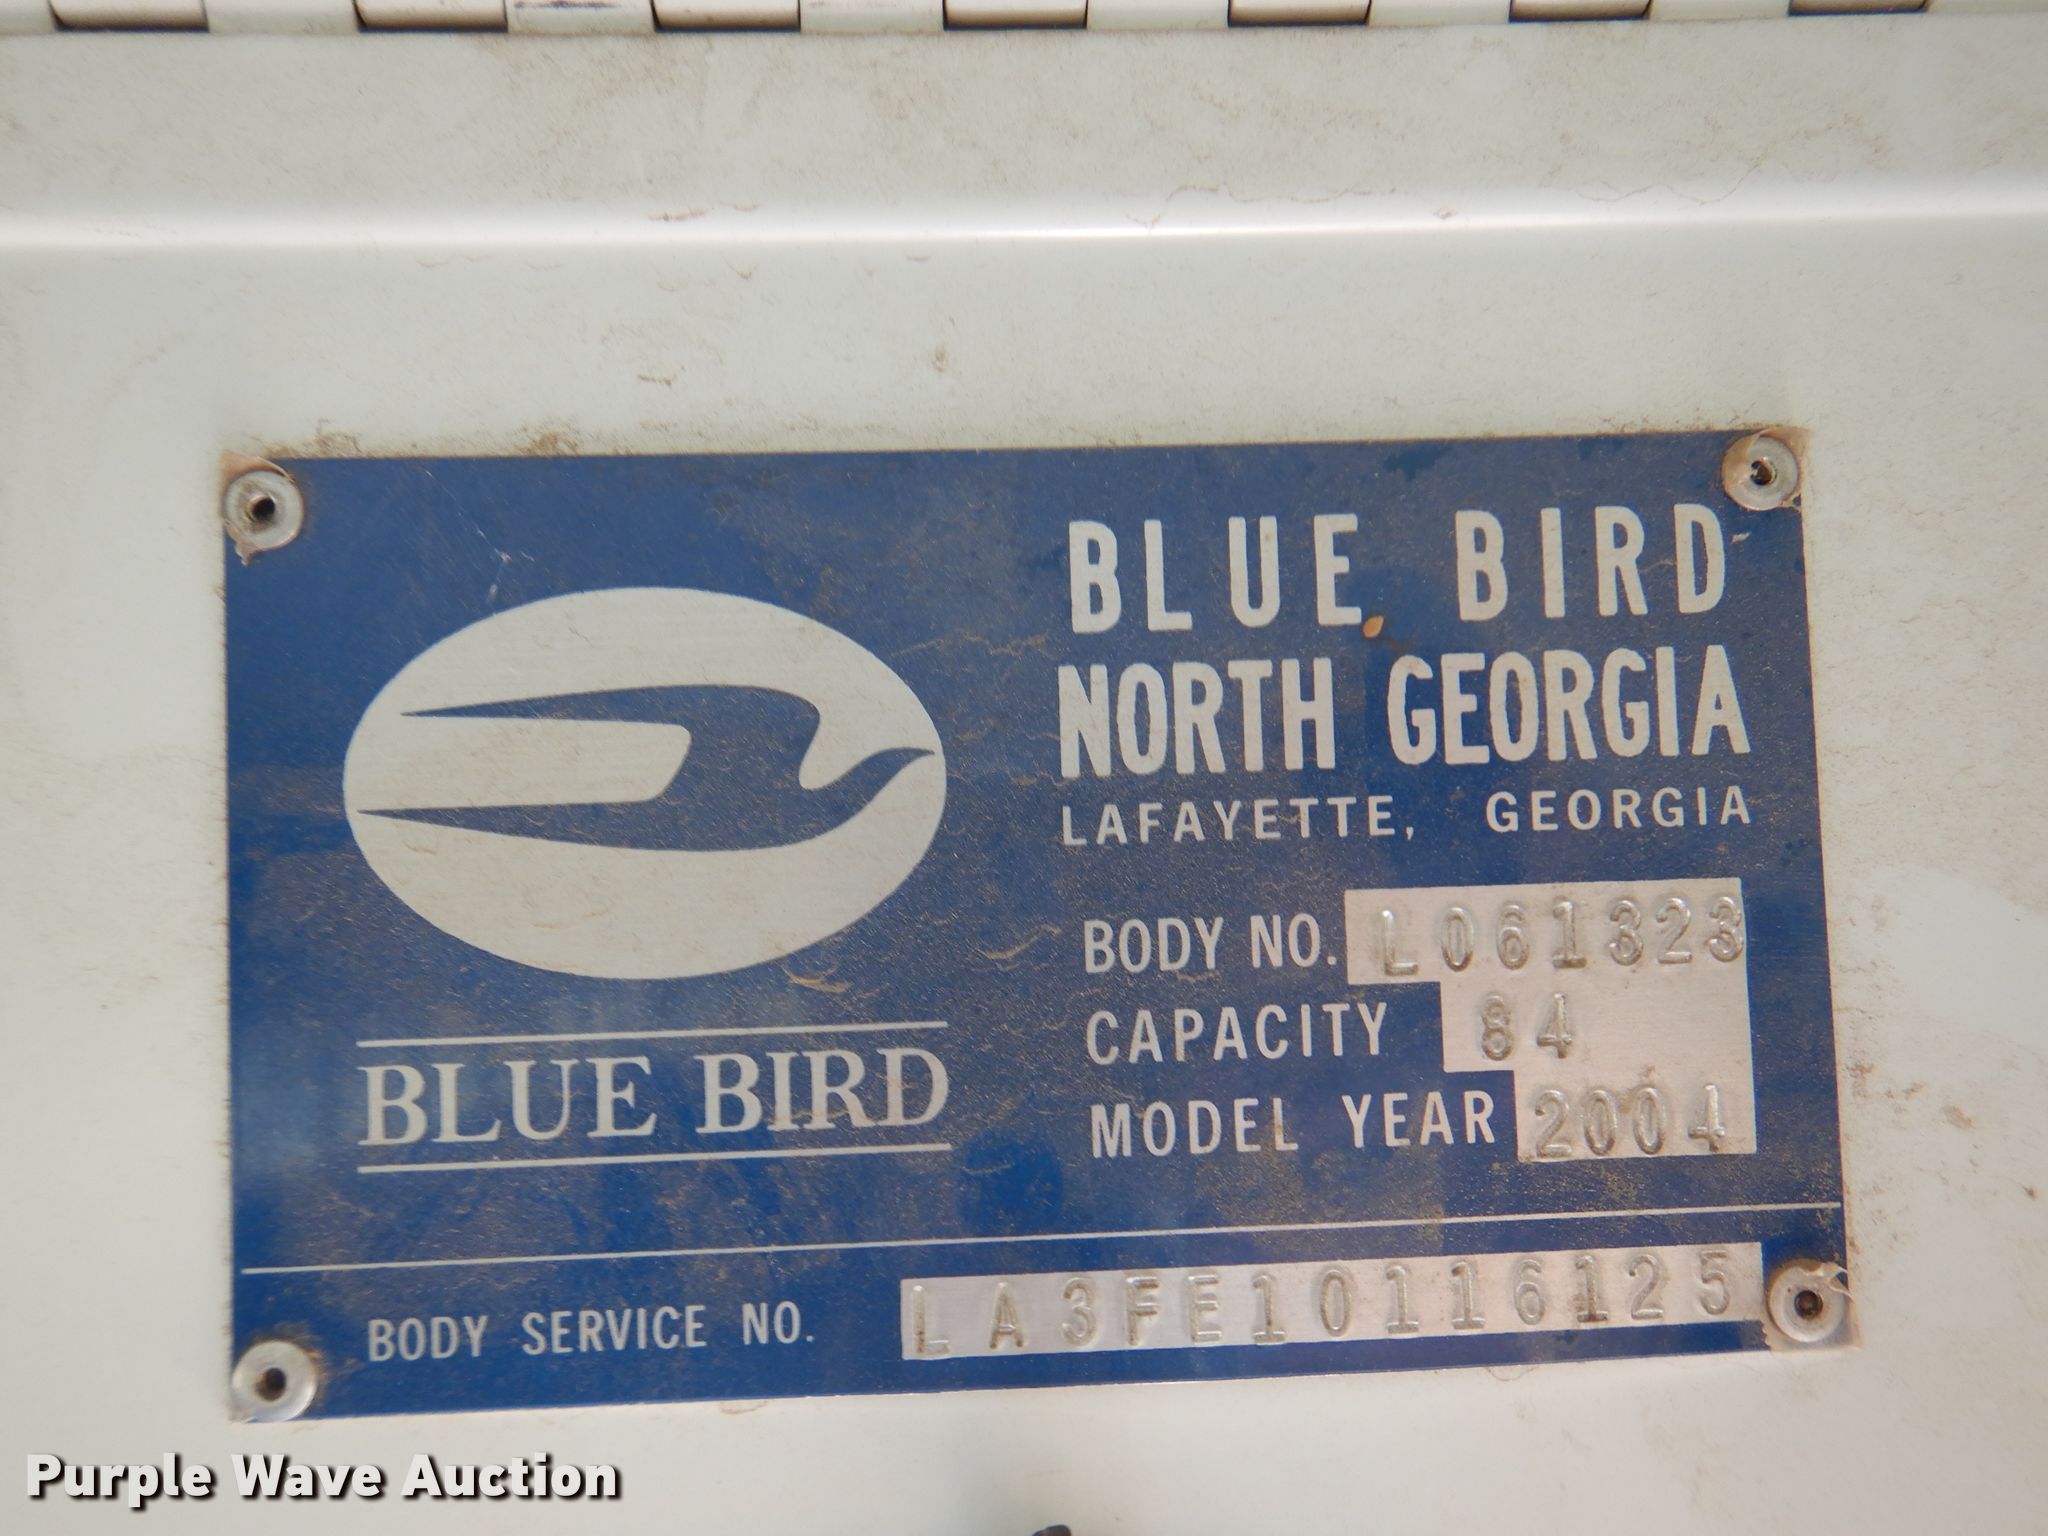 BLUE BIRD
NORTH GEORGIA
LAFAYETTE, GEORGIA
BODY NO. L061323
CAPACITY 84
MODEL YEAR 2004
BLUE BIRD
BODY SERVICE NO. LA3FE10116125
Purple Wave Auction